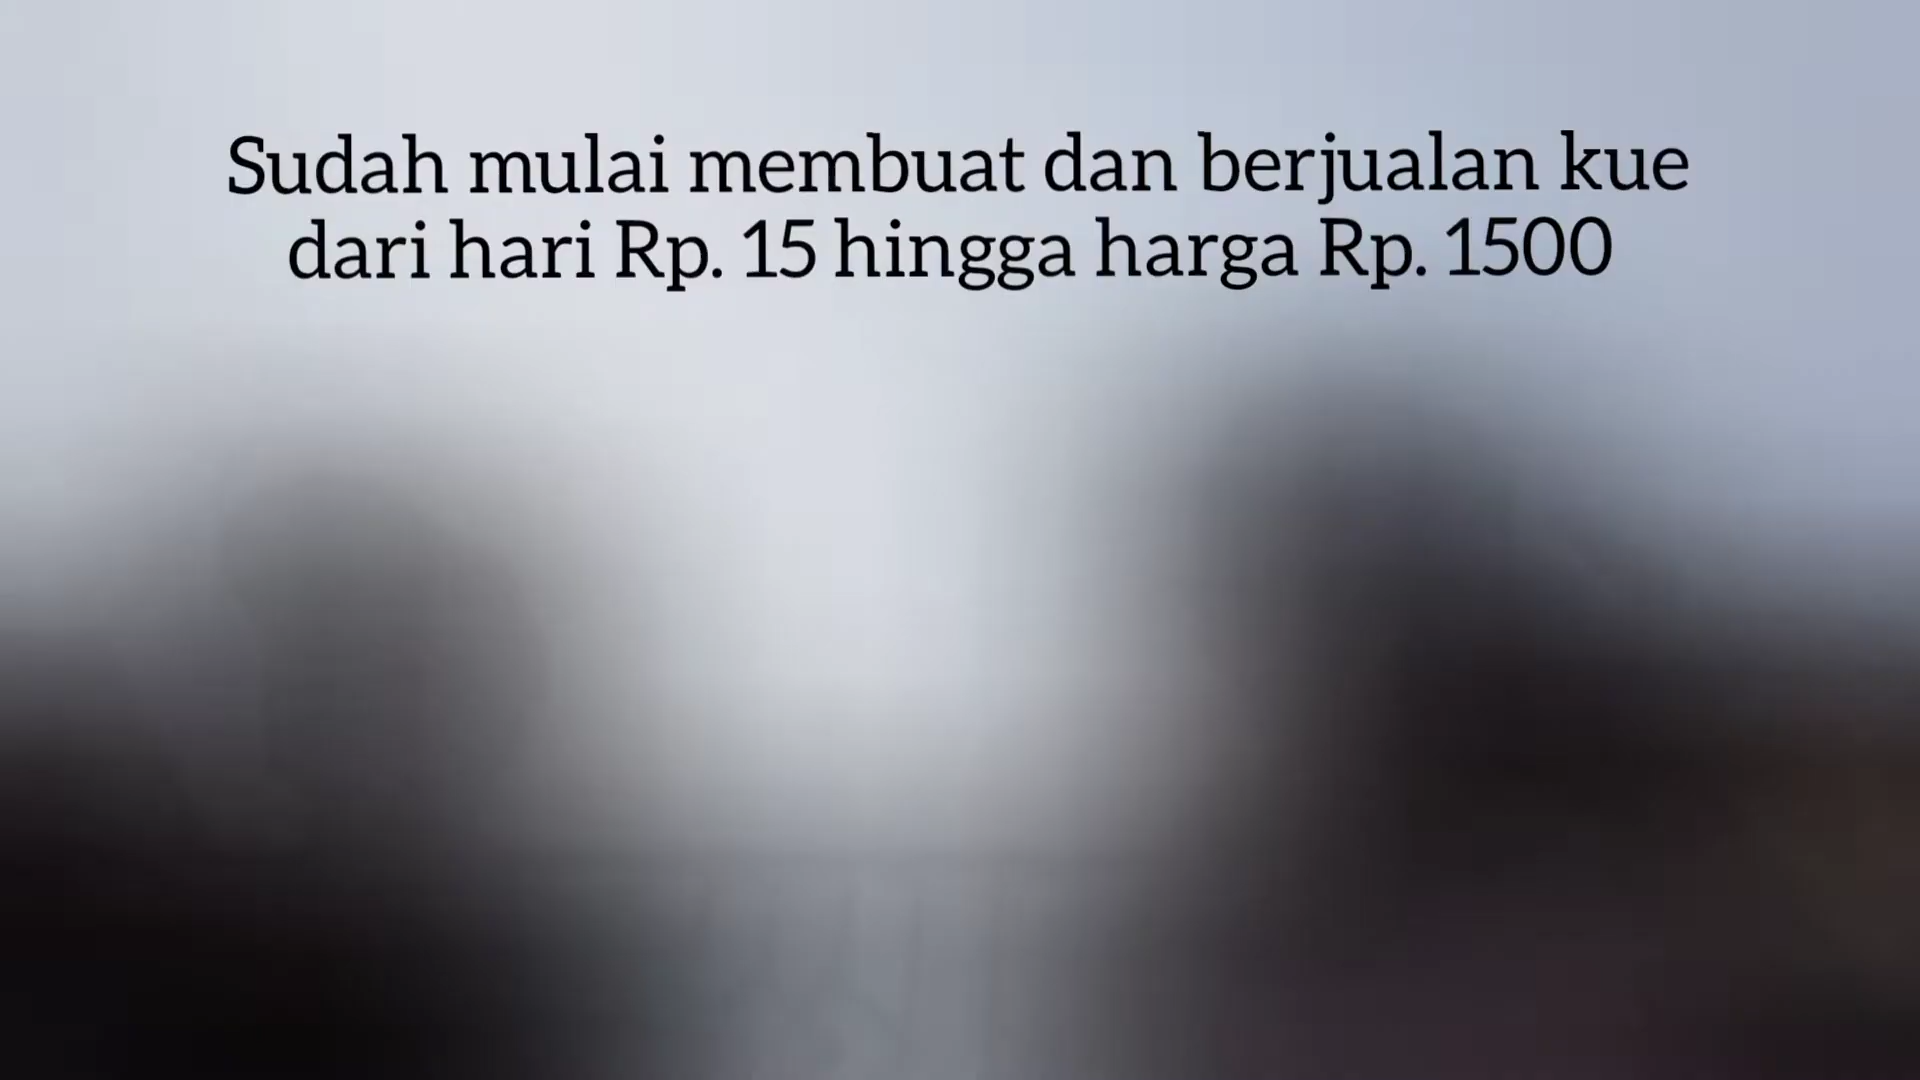 Sudah mulai membuat dan berjualan kue
dari hari Rp. 15 hingga harga Rp. 1500